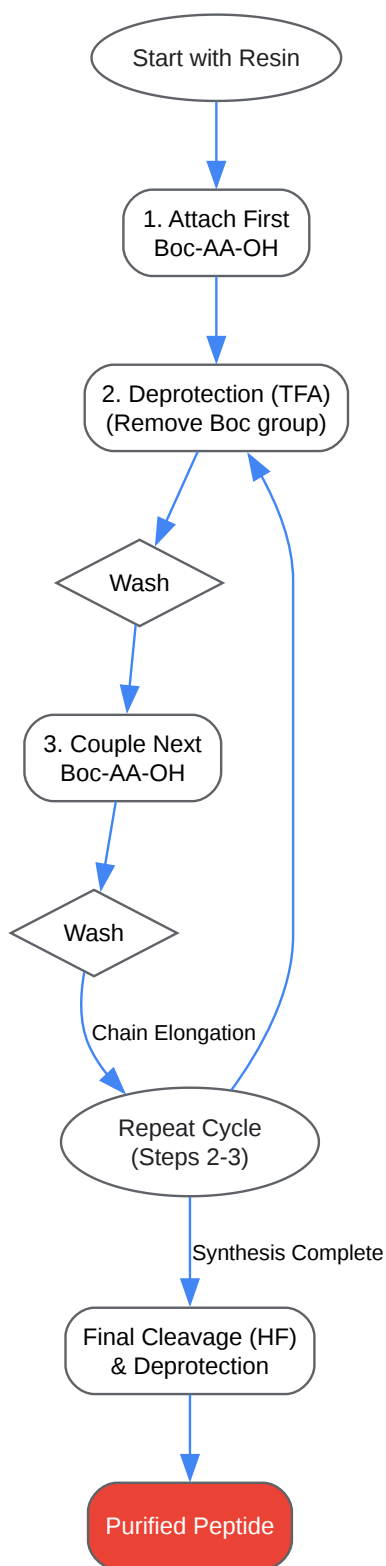 Start with Resin
1. Attach First
Boc-AA-OH
2. Deprotection (TFA)
(Remove Boc group)
Wash
3. Couple Next
Boc-AA-OH
Wash
Chain Elongation
Repeat Cycle
(Steps 2-3)
Synthesis Complete
Final Cleavage (HF)
& Deprotection
Purified Peptide